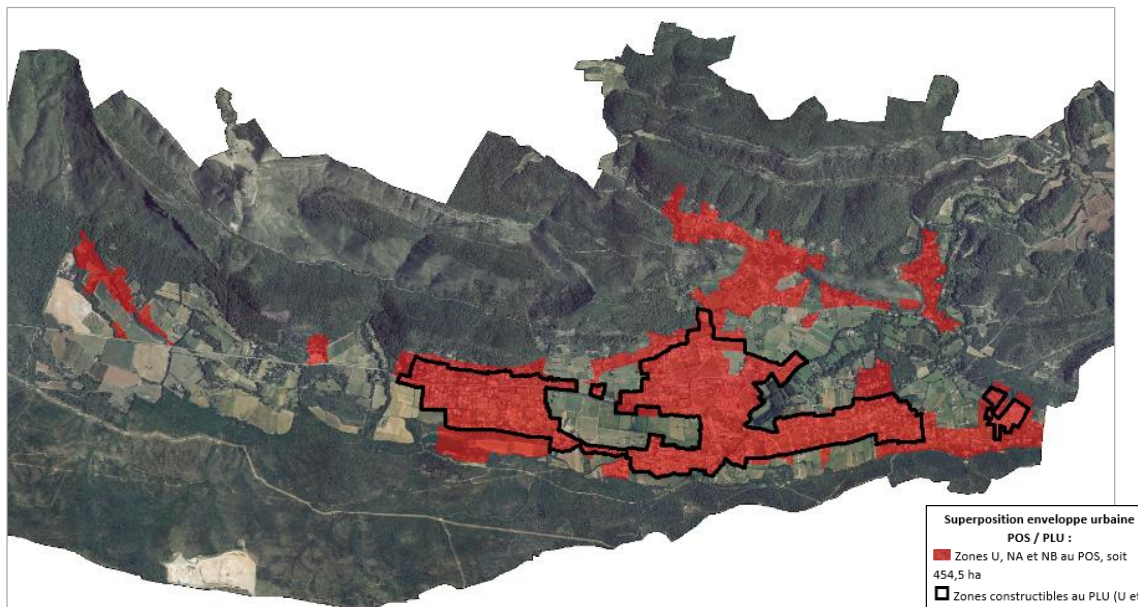 Superposition enveloppe urbaine
POS / PLU :
Zones U, NA et NB au POS, soit
454,5 ha
Zones constructibles au PLU (U et